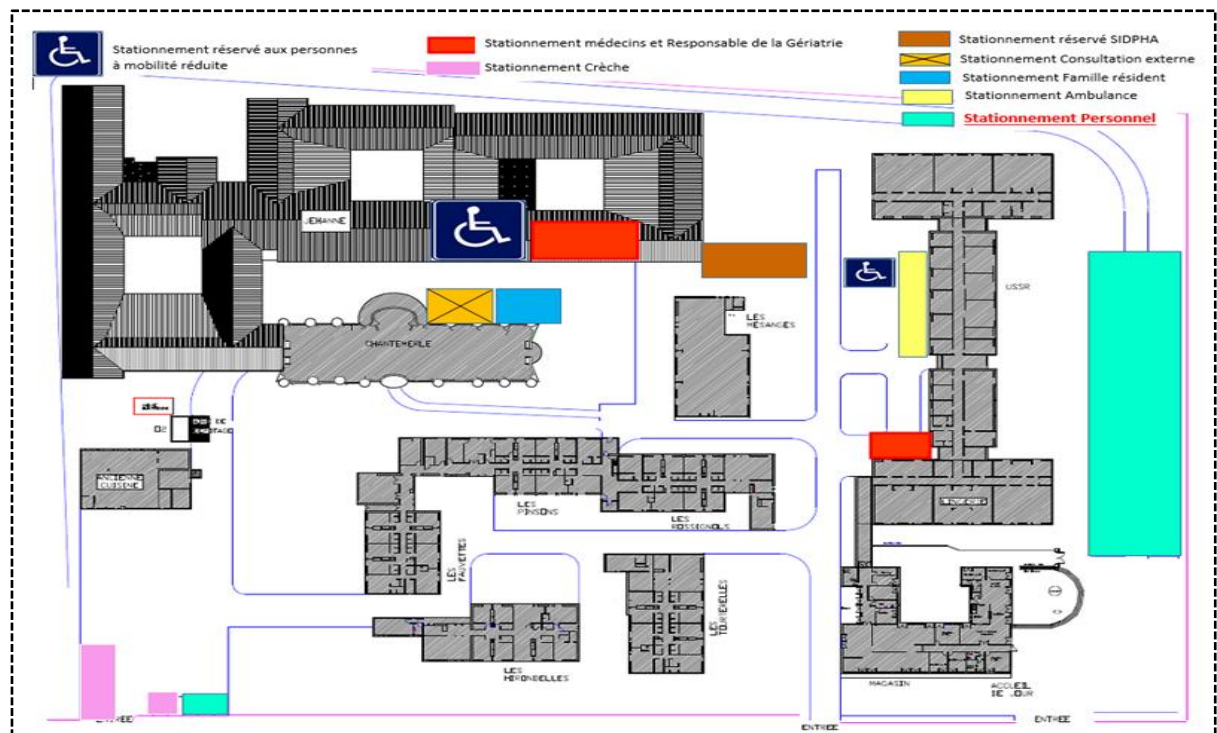 Stationnement réservé aux personnes
à mobilité réduite
Stationnement médecins et Responsable de la Gériatrie
Stationnement Crèche
Stationnement réservé SIDPHA
Stationnement Consultation externe
Stationnement Famille résident
Stationnement Ambulance
Stationnement Personnel
JEHANNE
USSR
LES
MESANGES
CHANTEMERLE
CUISINE
LES
PINSONS
LES
ROSSIGNOLS
LINGERIE
LES
FAUVETTES
LES
TOURTERELLES
LES
HIRONDELLES
MAGASIN
ACCUEIL
DE JOUR
ENTREE
ENTREE
ENTREE